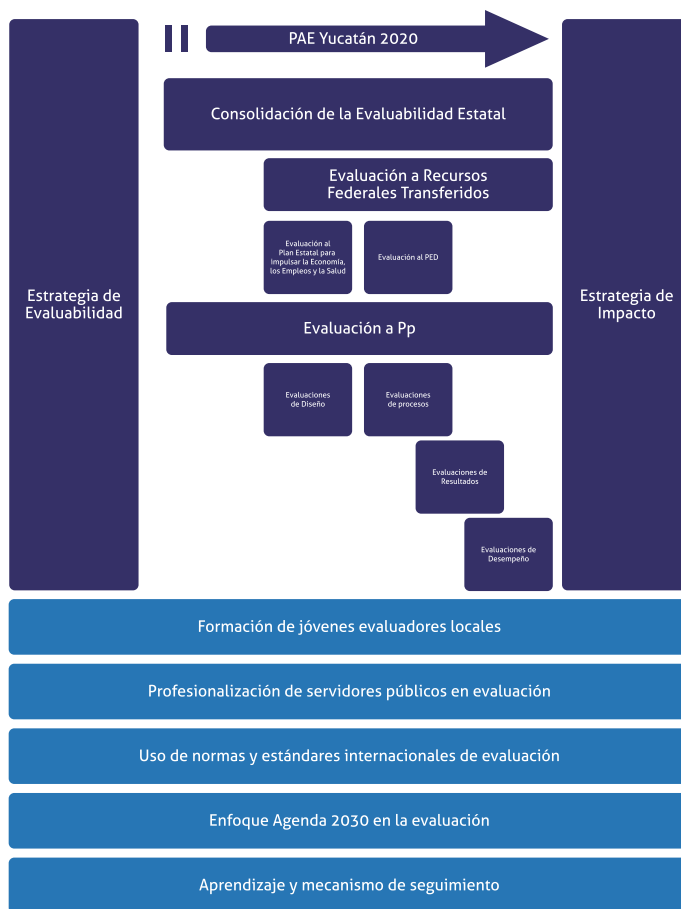 PAE Yucatán 2020
Consolidación de la Evaluabilidad Estatal
Evaluación a Recursos
Federales Transferidos
Evaluación al
Plan Estatal para
impulsar la Economía,
los Empleos y la Salud
Evaluación al PED
Estrategia de
Evaluabilidad
Estrategia de
Impacto
Evaluación a Pp
Evaluaciones
de Diseño
Evaluaciones
de procesos
Evaluaciones de
Resultados
Evaluaciones de
Desempeño
Formación de jóvenes evaluadores locales
Profesionalización de servidores públicos en evaluación
Uso de normas y estándares internacionales de evaluación
Enfoque Agenda 2030 en la evaluación
Aprendizaje y mecanismo de seguimiento